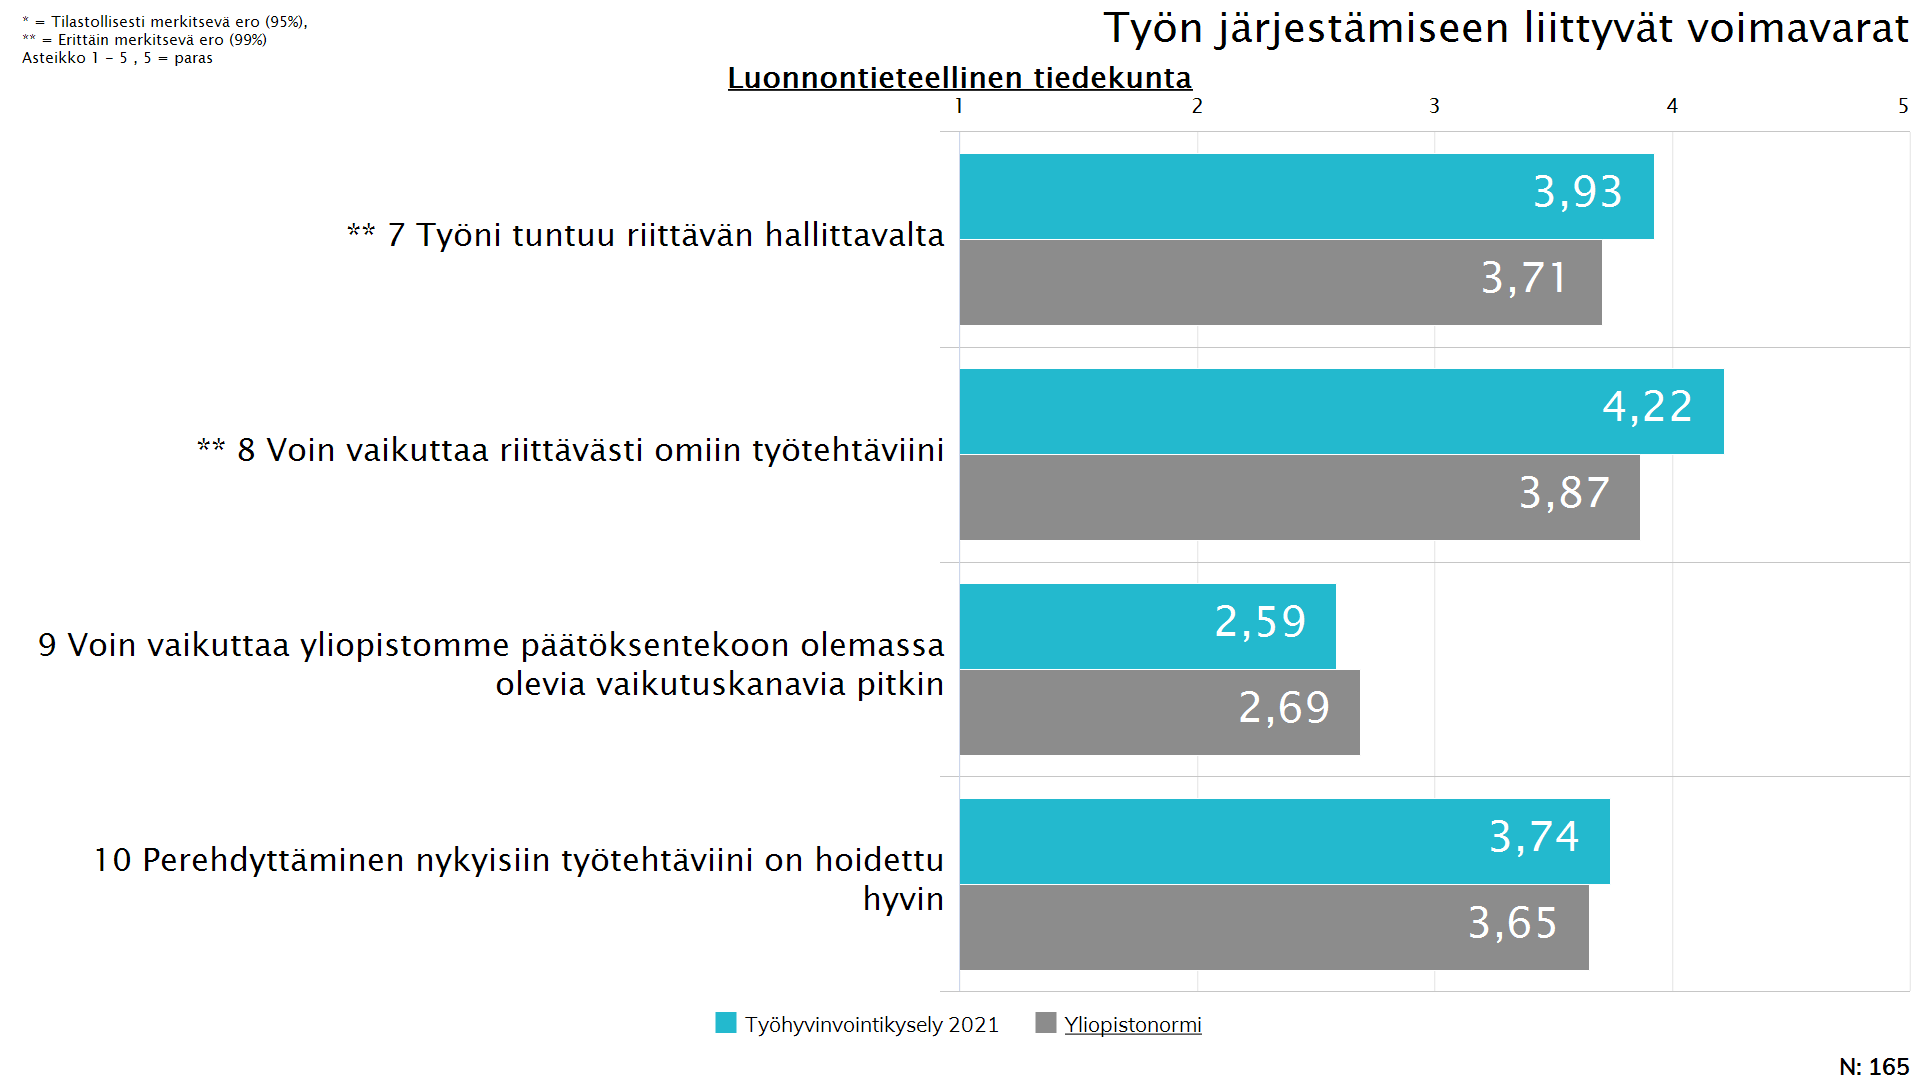 * = Tilastollisesti merkitsevä ero (95%),
** = Erittäin merkitsevä ero (99%)
Asteikko 1 - 5 , 5 = paras
Työn järjestämiseen liittyvät voimavarat
Luonnontieteellinen tiedekunta
1 2 3 4 5
** 7 Työni tuntuu riittävän hallittavalta
3,93
3,71
** 8 Voin vaikuttaa riittävästi omiin työtehtäviini
4,22
3,87
9 Voin vaikuttaa yliopistomme päätöksentekoon olemassa
olevia vaikutuskanavia pitkin
2,59
2,69
10 Perehdyttäminen nykyisiin työtehtäviini on hoidettu
hyvin
3,74
3,65
Työhyvinvointikysely 2021 Yliopistonormi
N: 165